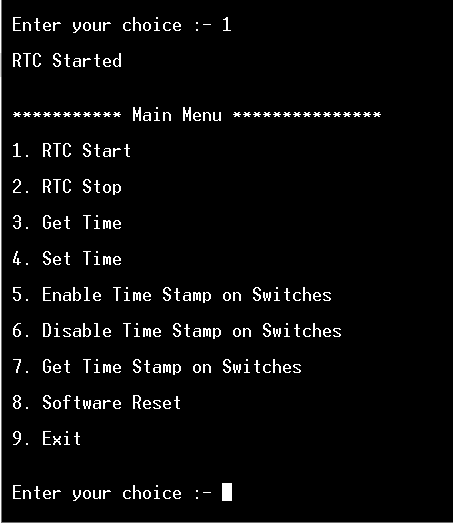 Enter your choice :- 1
RTC Started
*********** Main Menu ***************
1. RTC Start
2. RTC Stop
3. Get Time
4. Set Time
5. Enable Time Stamp on Switches
6. Disable Time Stamp on Switches
7. Get Time Stamp on Switches
8. Software Reset
9. Exit
Enter your choice :-